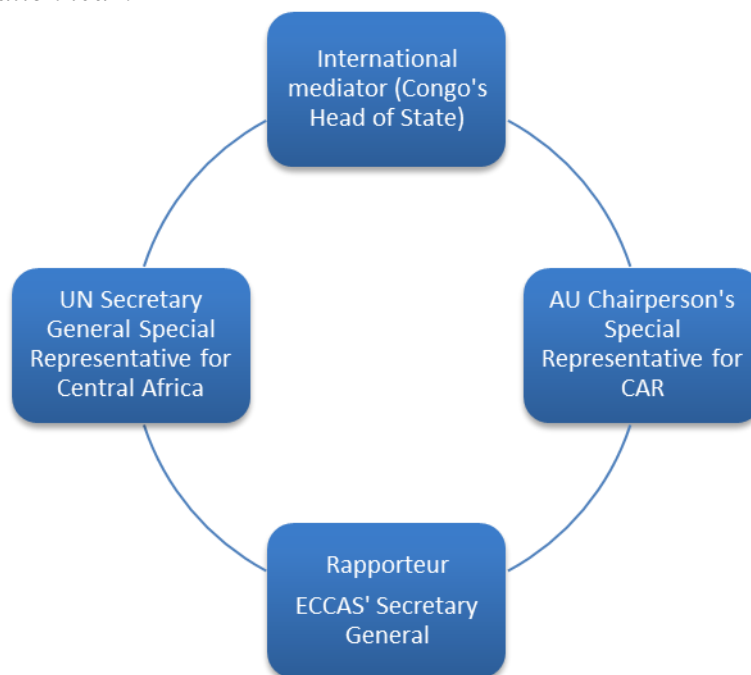 International
mediator (Congo's
Head of State)
UN Secretary
General Special
Representative for
Central Africa
AU Chairperson's
Special
Representative for
CAR
Rapporteur
ECCAS' Secretary
General